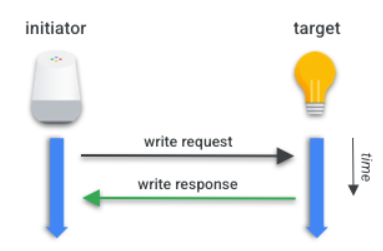 initiator
target
write request
write response
time